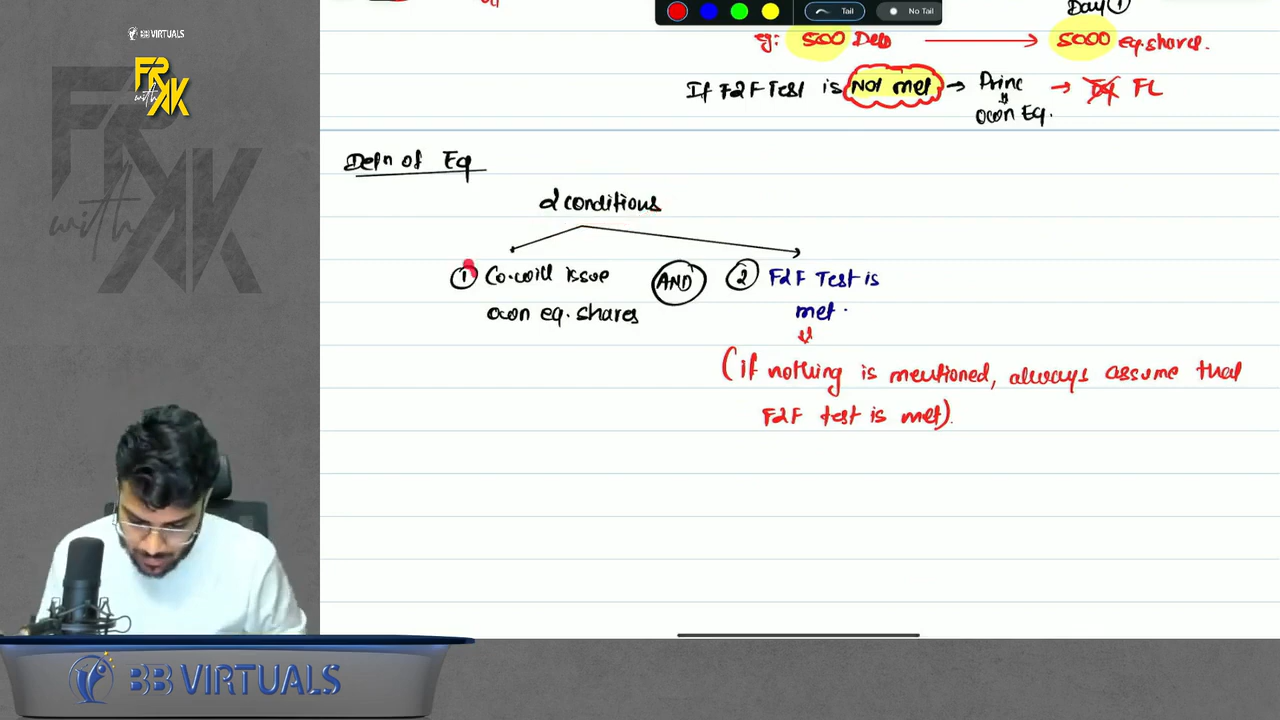 BB VIRTUALS
FR
with
AK
Tail
No Tail
Day ①
eg: 500 Deb → 5000 Eq. shares.
If F2F Test is Not met → Princ → Eq FL
own Eq.
Defn of Eq
2 conditions
① Co. will issue AND ② F2F Test is
own eq. shares met.
(if nothing is mentioned, always assume that
F2F test is met).
BB VIRTUALS